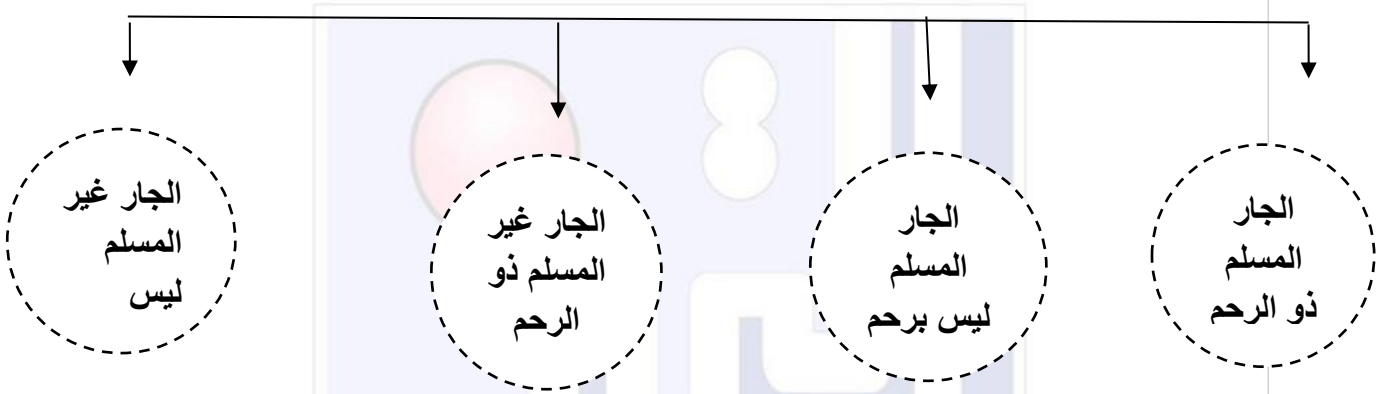 الجار
المسلم
ذو الرحم
الجار
المسلم
ليس برحم
الجار غير
المسلم ذو
الرحم
الجار غير
المسلم
ليس